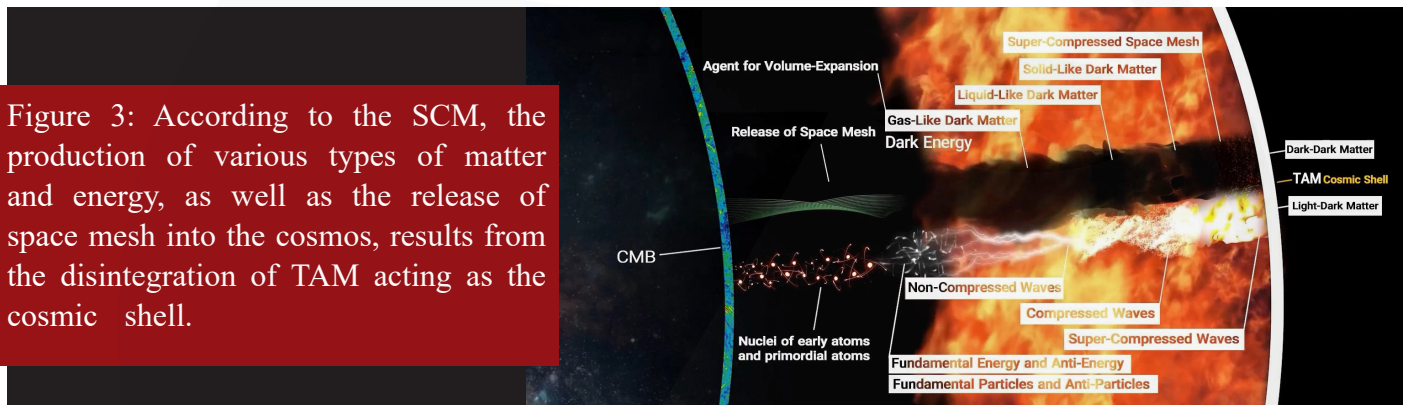 Figure 3: According to the SCM, the
production of various types of matter
and energy, as well as the release of
space mesh into the cosmos, results from
the disintegration of TAM acting as the
cosmic shell.
Super-Compressed Space Mesh
Agent for Volume-Expansion
Solid-Like Dark Matter
Liquid-Like Dark Matter
Gas-Like Dark Matter
Release of Space Mesh
Dark Energy
Dark-Dark Matter
TAM Cosmic Shell
Light-Dark Matter
CMB
Non-Compressed Waves
Compressed Waves
Super-Compressed Waves
Nuclei of early atoms
and primordial atoms
Fundamental Energy and Anti-Energy
Fundamental Particles and Anti-Particles